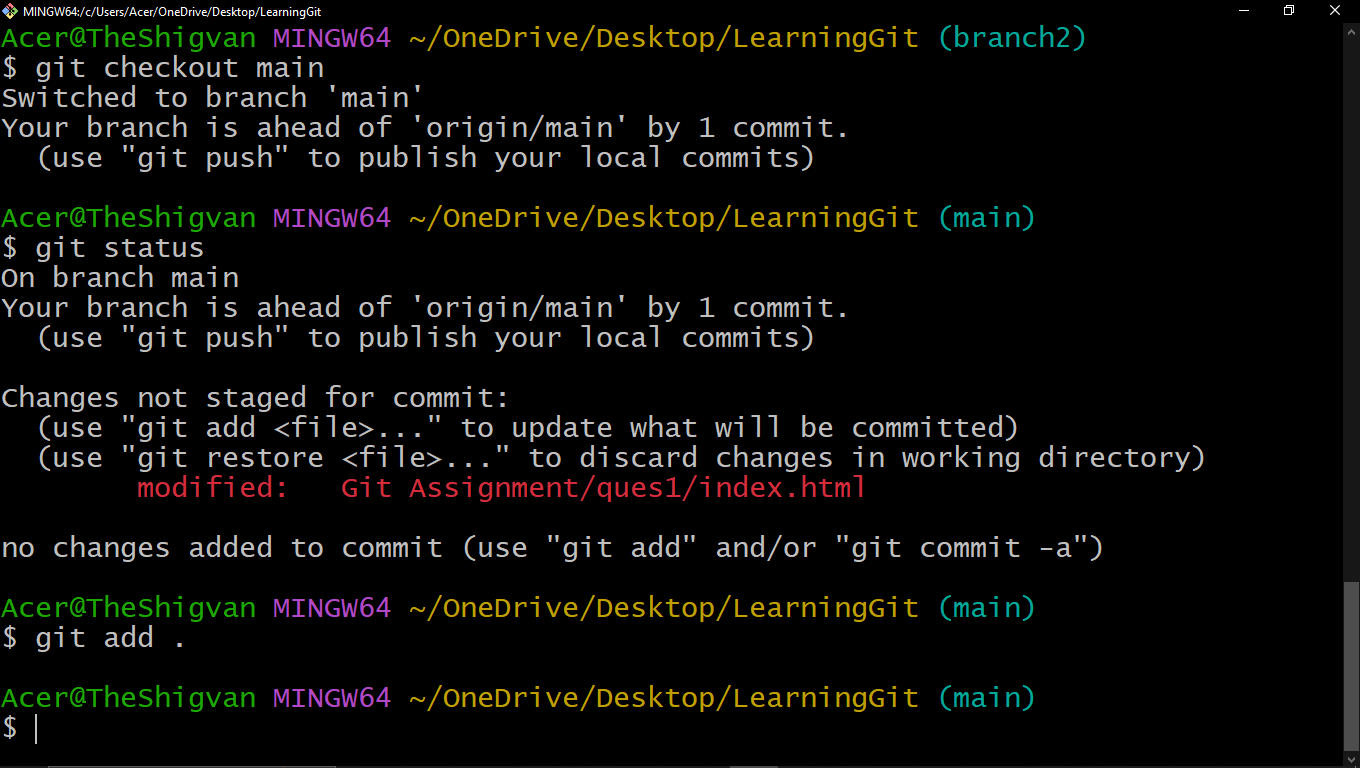 MINGW64:/c/Users/Acer/OneDrive/Desktop/LearningGit
Acer@TheShigvan MINGW64 ~/OneDrive/Desktop/LearningGit (branch2)
$ git checkout main
Switched to branch 'main'
Your branch is ahead of 'origin/main' by 1 commit.
  (use "git push" to publish your local commits)

Acer@TheShigvan MINGW64 ~/OneDrive/Desktop/LearningGit (main)
$ git status
On branch main
Your branch is ahead of 'origin/main' by 1 commit.
  (use "git push" to publish your local commits)

Changes not staged for commit:
  (use "git add <file>..." to update what will be committed)
  (use "git restore <file>..." to discard changes in working directory)
        modified:   Git Assignment/ques1/index.html

no changes added to commit (use "git add" and/or "git commit -a")

Acer@TheShigvan MINGW64 ~/OneDrive/Desktop/LearningGit (main)
$ git add .

Acer@TheShigvan MINGW64 ~/OneDrive/Desktop/LearningGit (main)
$